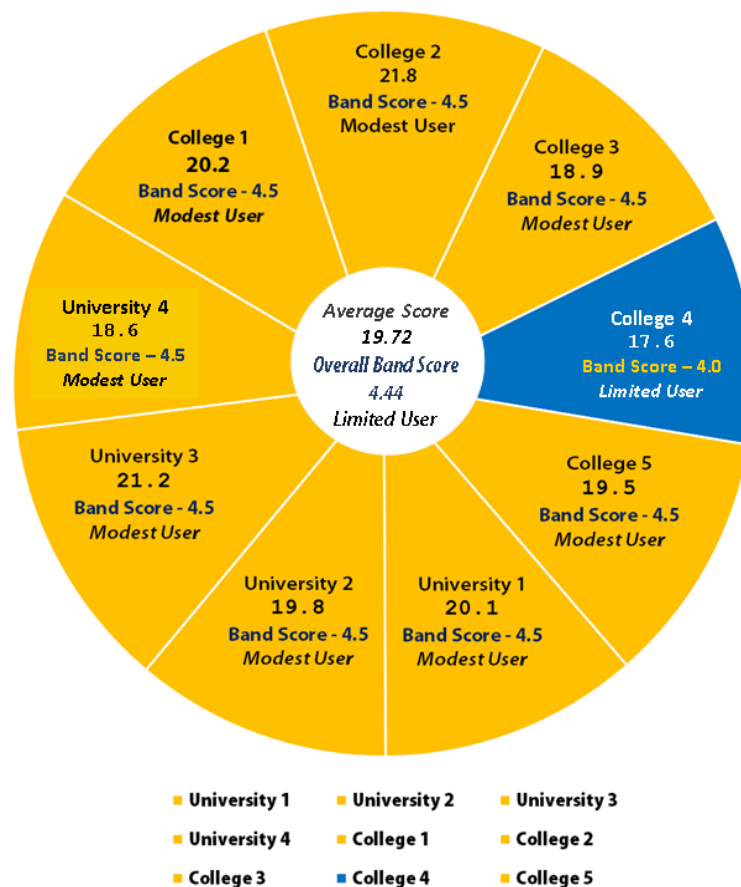 College 2
21.8
Band Score - 4.5
Modest User
College 3
18.9
Band Score - 4.5
Modest User
College 4
17.6
Band Score – 4.0
Limited User
College 5
19.5
Band Score - 4.5
Modest User
University 1
20.1
Band Score - 4.5
Modest User
University 2
19.8
Band Score - 4.5
Modest User
University 3
21.2
Band Score - 4.5
Modest User
University 4
18.6
Band Score – 4.5
Modest User
College 1
20.2
Band Score - 4.5
Modest User
Average Score
19.72
Overall Band Score
4.44
Limited User
University 1 University 2 University 3
University 4 College 1 College 2
College 3 College 4 College 5